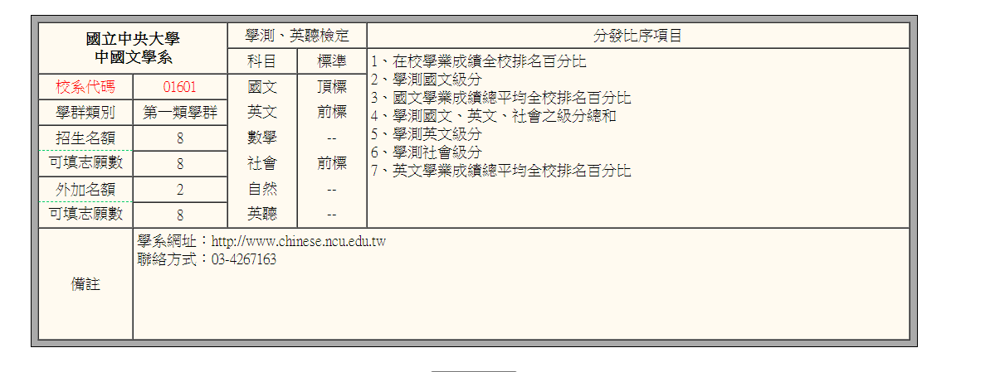 國立中央大學
中國文學系
學測、英聽檢定
分發比序項目
科目 標準
校系代碼 01601
學群類別 第一類學群
招生名額 8
可填志願數 8
外加名額 2
可填志願數 8
國文 頂標
英文 前標
數學 --
社會 前標
自然 --
英聽 --
1、在校學業成績全校排名百分比
2、學測國文級分
3、國文學業成績總平均全校排名百分比
4、學測國文、英文、社會之級分總和
5、學測英文級分
6、學測社會級分
7、英文學業成績總平均全校排名百分比
備註
學系網址：http://www.chinese.ncu.edu.tw
聯絡方式：03-4267163